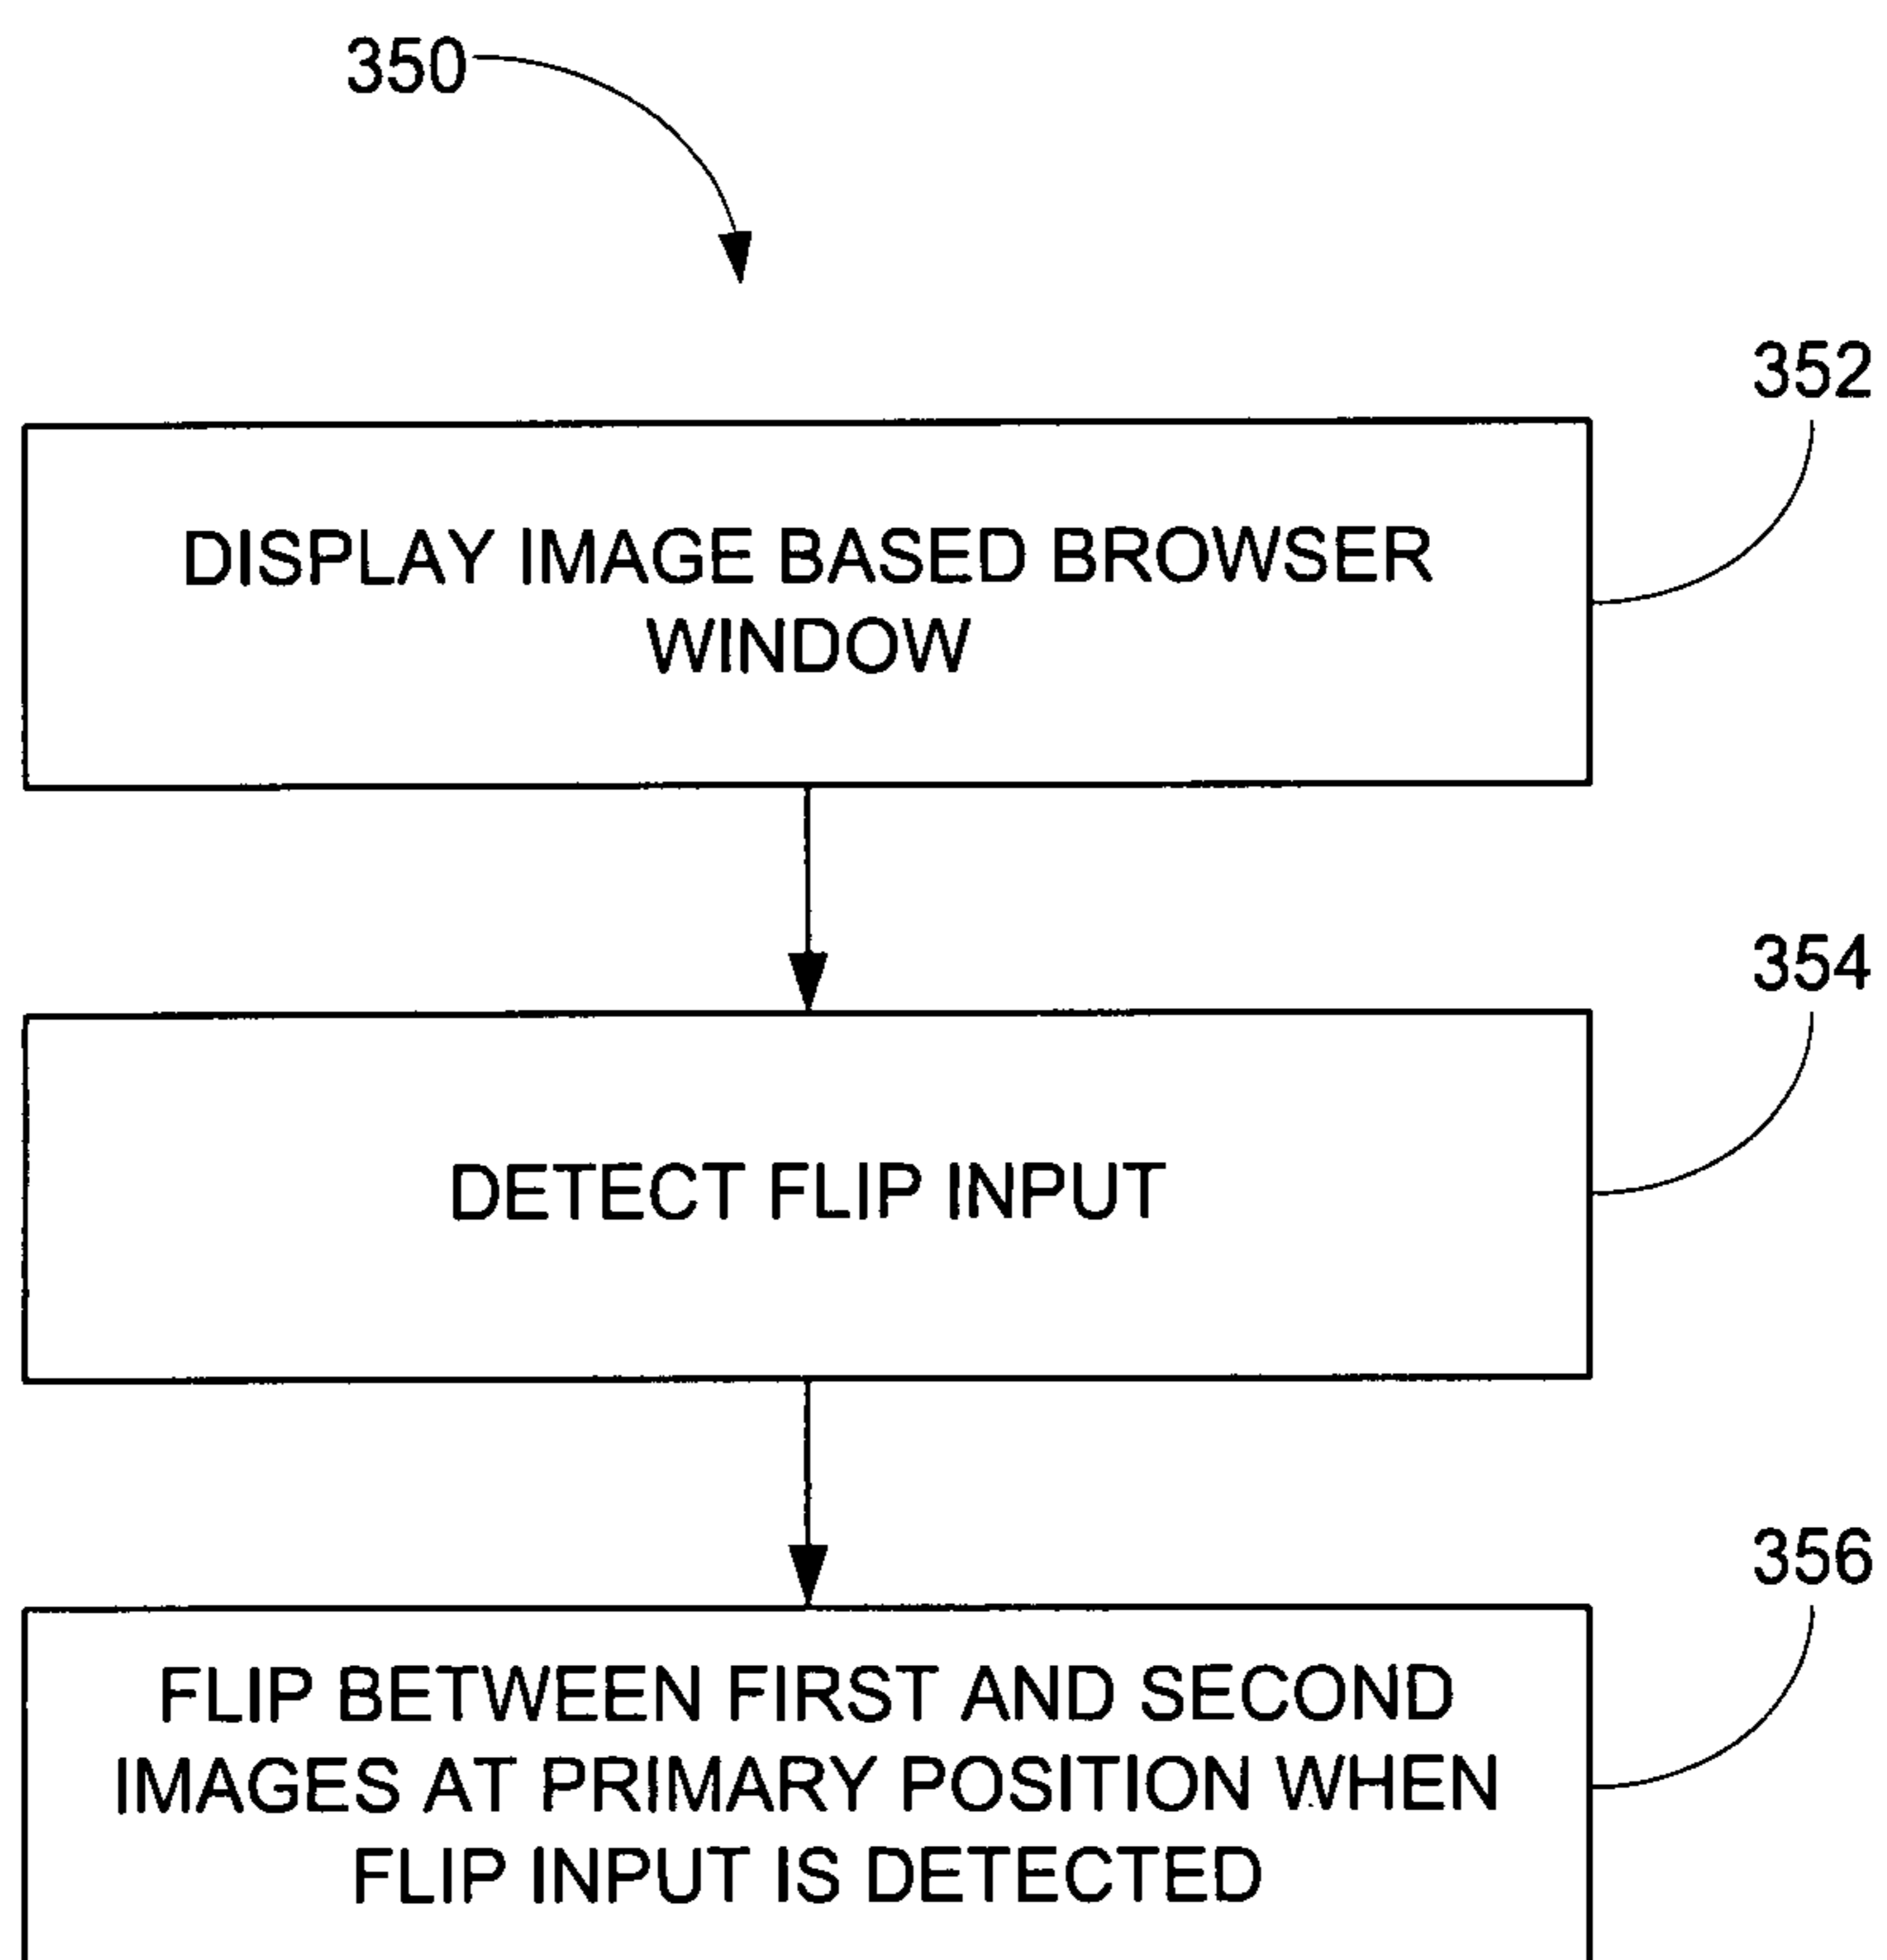 350
352
DISPLAY IMAGE BASED BROWSER
WINDOW
354
DETECT FLIP INPUT
356
FLIP BETWEEN FIRST AND SECOND
IMAGES AT PRIMARY POSITION WHEN
FLIP INPUT IS DETECTED